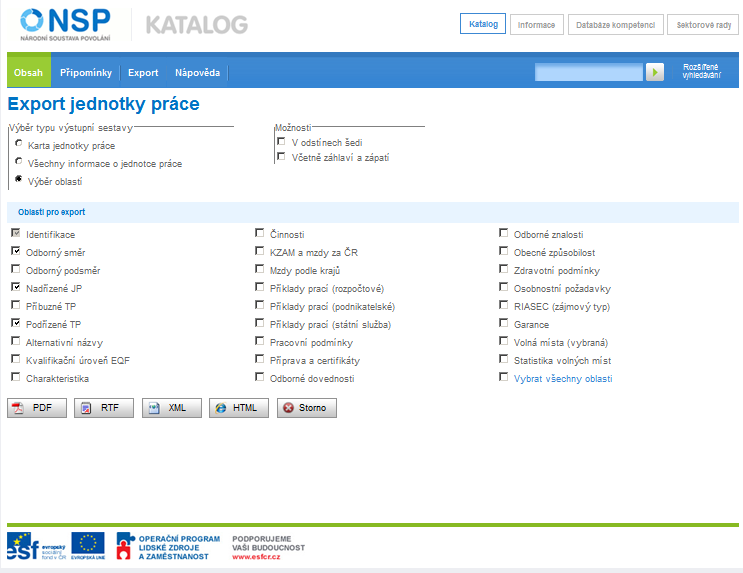 NSP
NÁRODNÍ SOUSTAVA POVOLÁNÍ
KATALOG
Katalog
Informace
Databáze kompetencí
Sektorové rady
Obsah
Připomínky
Export
Nápověda
Rozšířené
vyhledávání
Export jednotky práce
Výběr typu výstupní sestavy
Karta jednotky práce
Všechny informace o jednotce práce
Výběr oblastí
Možnosti
V odstínech šedi
Včetně záhlaví a zápatí
Oblasti pro export
Identifikace
Odborný směr
Odborný podsměr
Nadřízené JP
Příbuzné TP
Podřízené TP
Alternativní názvy
Kvalifikační úroveň EQF
Charakteristika
Činnosti
KZAM a mzdy za ČR
Mzdy podle krajů
Příklady prací (rozpočtové)
Příklady prací (podnikatelské)
Příklady prací (státní služba)
Pracovní podmínky
Příprava a certifikáty
Odborné dovednosti
Odborné znalosti
Obecné způsobilost
Zdravotní podmínky
Osobnostní požadavky
RIASEC (zájmový typ)
Garance
Volná místa (vybraná)
Statistika volných míst
Vybrat všechny oblasti
PDF
RTF
XML
HTML
Storno
esf
evropský
sociální
fond v ČR
EVROPSKÁ UNIE
OPERAČNÍ PROGRAM
LIDSKÉ ZDROJE
A ZAMĚSTNANOST
PODPORUJEME
VAŠI BUDOUCNOST
www.esfcr.cz